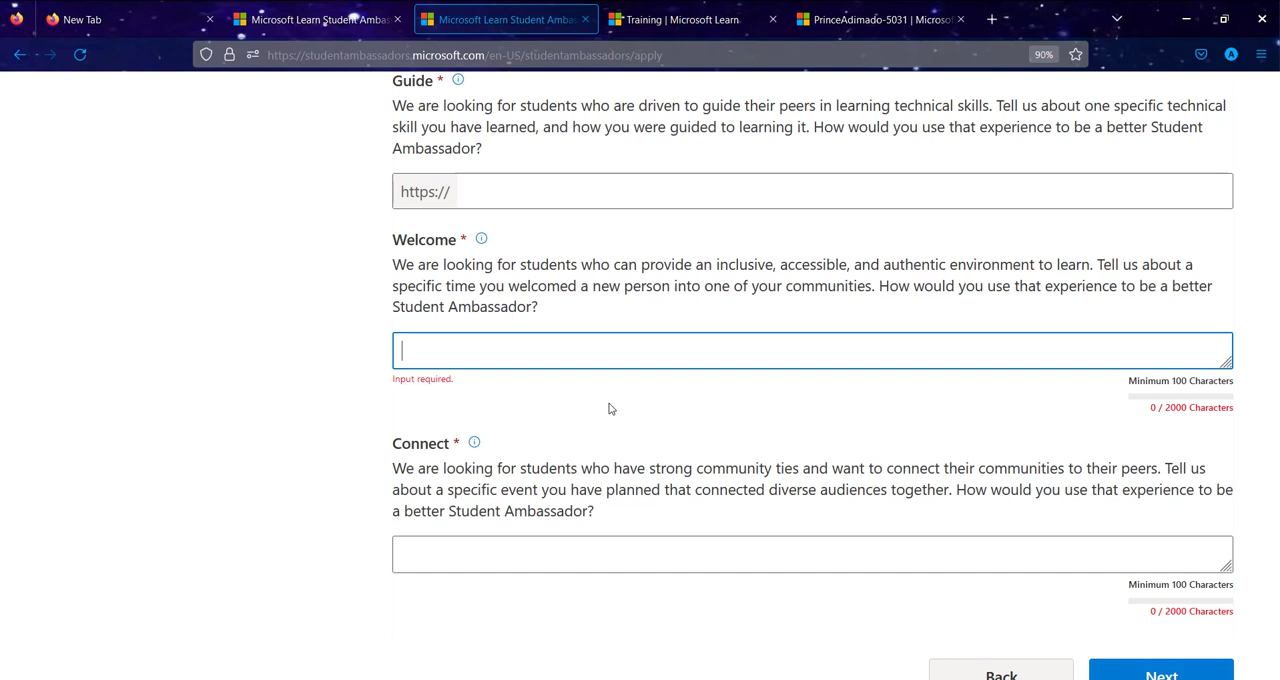 New Tab
Microsoft Learn Student Ambas
Microsoft Learn Student Ambas
Training | Microsoft Learn
PrinceAdimado-5031 | Microsof
https://studentambassadors.microsoft.com/en-US/studentambassadors/apply
90%
A
Guide *
We are looking for students who are driven to guide their peers in learning technical skills. Tell us about one specific technical
skill you have learned, and how you were guided to learning it. How would you use that experience to be a better Student
Ambassador?
https://
Welcome *
We are looking for students who can provide an inclusive, accessible, and authentic environment to learn. Tell us about a
specific time you welcomed a new person into one of your communities. How would you use that experience to be a better
Student Ambassador?
Input required.
Minimum 100 Characters
0 / 2000 Characters
Connect *
We are looking for students who have strong community ties and want to connect their communities to their peers. Tell us
about a specific event you have planned that connected diverse audiences together. How would you use that experience to be
a better Student Ambassador?
Minimum 100 Characters
0 / 2000 Characters
Back
Next